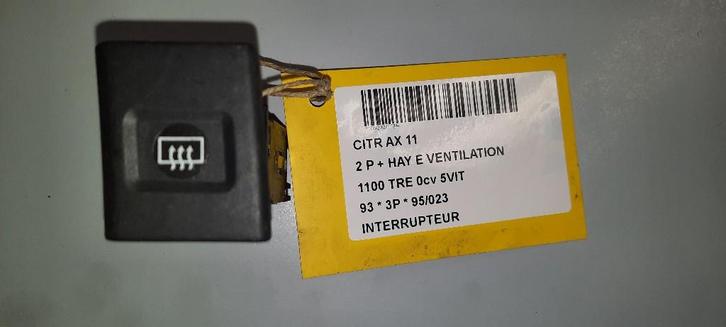 CITR AX 11
2 P + HAY E VENTILATION
1100 TRE 0cv 5VIT
93 * 3P * 95/023
INTERRUPTEUR